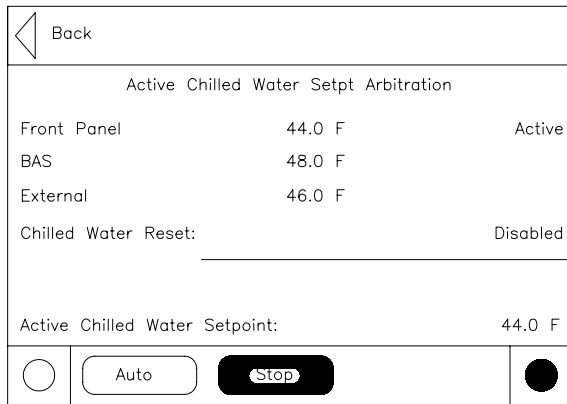 Back
Active Chilled Water Setpt Arbitration
Front Panel 44.0 F Active
BAS 48.0 F
External 46.0 F
Chilled Water Reset: Disabled
Active Chilled Water Setpoint: 44.0 F
Auto Stop